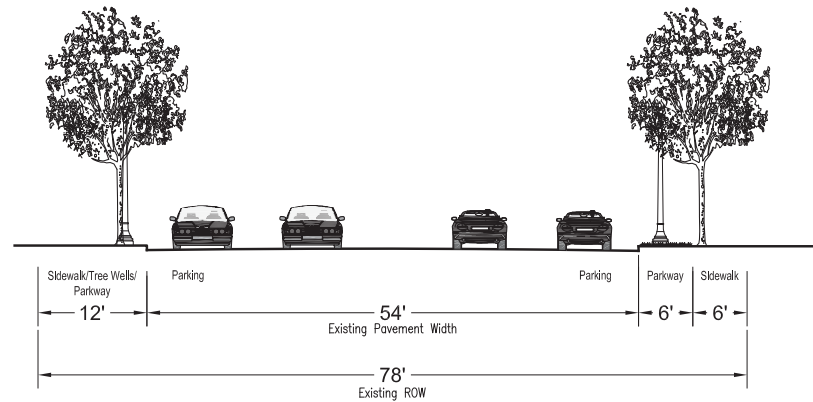 Sidewalk/Tree Wells/
Parkway
Parking
Parking
Parkway
Sidewalk
12'
54'
6'
6'
Existing Pavement Width
78'
Existing ROW